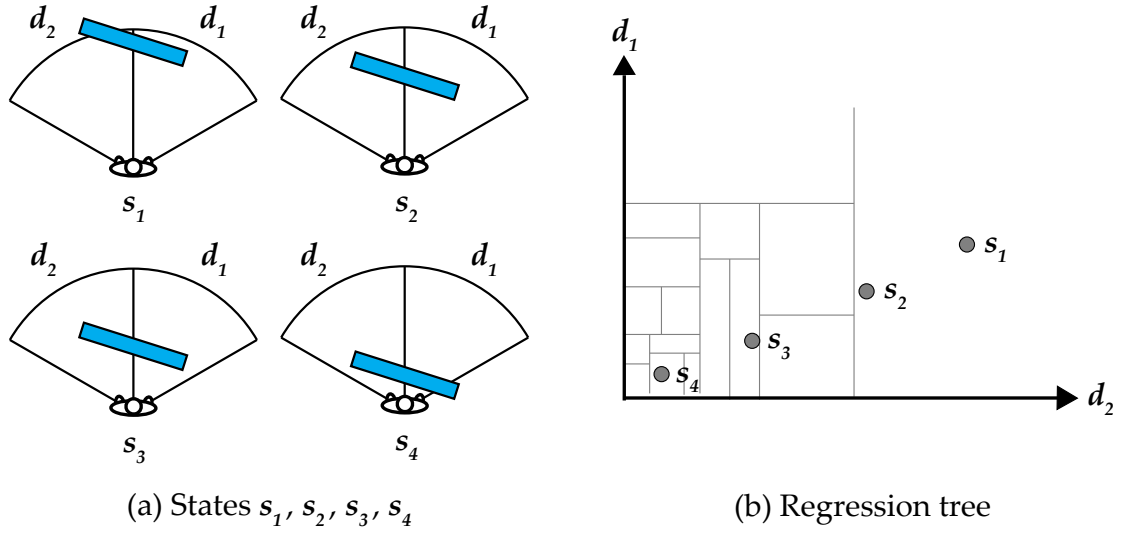 d₂ d₁
s₁
d₂ d₁
s₂
d₂ d₁
s₃
d₂ d₁
s₄
(a) States s₁, s₂, s₃, s₄
d₁
s₁
s₂
s₃
s₄
d₂
(b) Regression tree